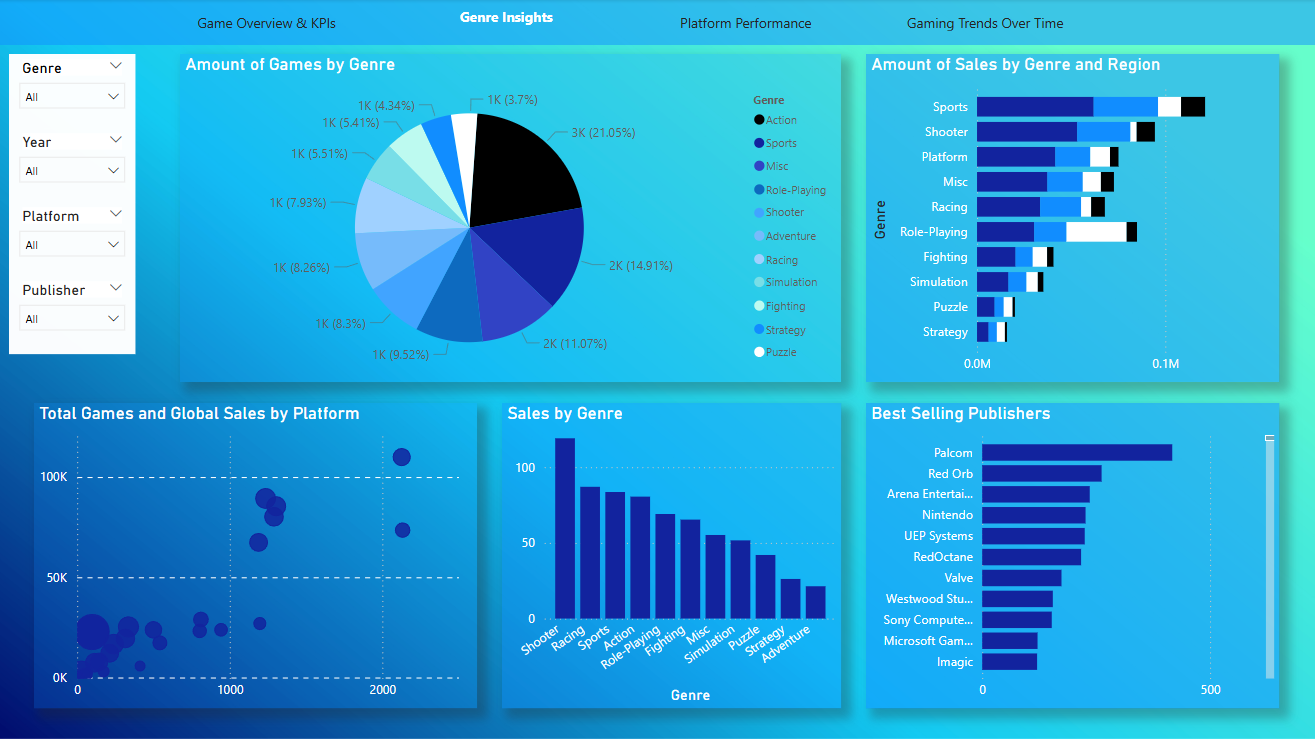 Game Overview & KPIs
Genre Insights
Platform Performance
Gaming Trends Over Time
Genre
All
Year
All
Platform
All
Publisher
All
Amount of Games by Genre
1K (3.7%)
1K (4.34%)
1K (5.41%)
1K (5.51%)
1K (7.93%)
1K (8.26%)
1K (8.3%)
1K (9.52%)
2K (11.07%)
2K (14.91%)
3K (21.05%)
Genre
Action
Sports
Misc
Role-Playing
Shooter
Adventure
Racing
Simulation
Fighting
Strategy
Puzzle
Amount of Sales by Genre and Region
Genre
Sports
Shooter
Platform
Misc
Racing
Role-Playing
Fighting
Simulation
Puzzle
Strategy
0.0M
0.1M
Total Games and Global Sales by Platform
100K
50K
0K
0
1000
2000
Sales by Genre
100
50
0
Shooter
Racing
Sports
Action
Role-Playing
Fighting
Misc
Simulation
Puzzle
Strategy
Adventure
Genre
Best Selling Publishers
Palcom
Red Orb
Arena Entertai...
Nintendo
UEP Systems
RedOctane
Valve
Westwood Stu...
Sony Compute...
Microsoft Gam...
Imagic
0
500